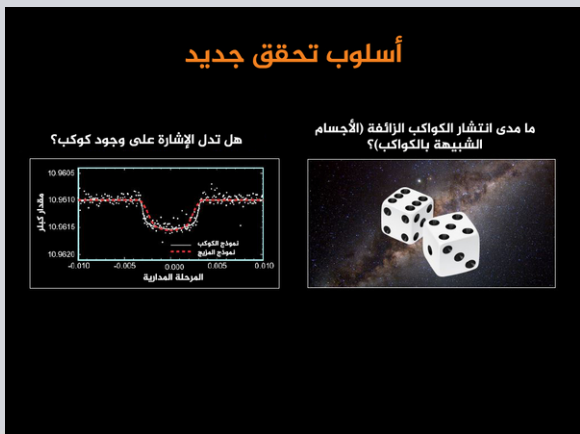 أسلوب تحقق جديد
ما مدى انتشار الكواكب الزائفة (الأجسام
الشبيهة بالكواكب)؟
هل تدل الإشارة على وجود كوكب؟
مقدار كبلر
10.9605
10.9610
10.9615
10.9620
نموذج الكوكب
نموذج المزيج
-0.010 -0.005 0.000 0.005 0.010
المرحلة المدارية